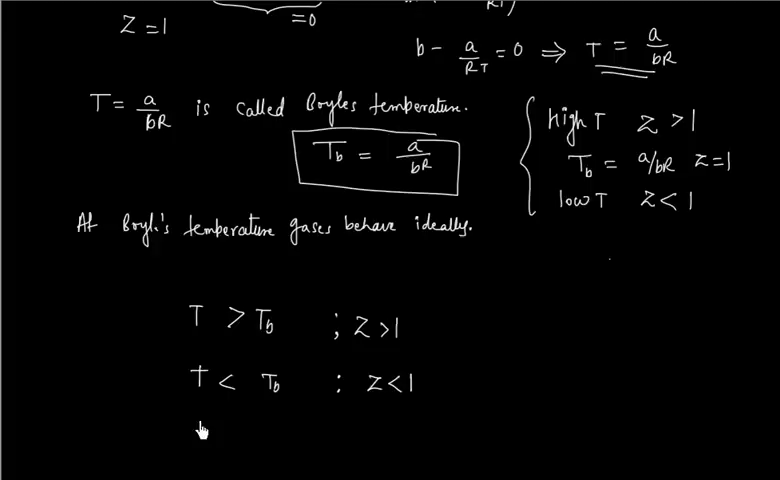 Z = 1
= 0
b - a/RT = 0 ⇒ T = a/bR
T = a/bR is called Boyles temperature.
T_b = a/bR
High T Z > 1
T_b = a/bR Z = 1
low T Z < 1
At Boyl's temperature gases behave ideally.
T > T_b ; Z > 1
T < T_b : Z < 1